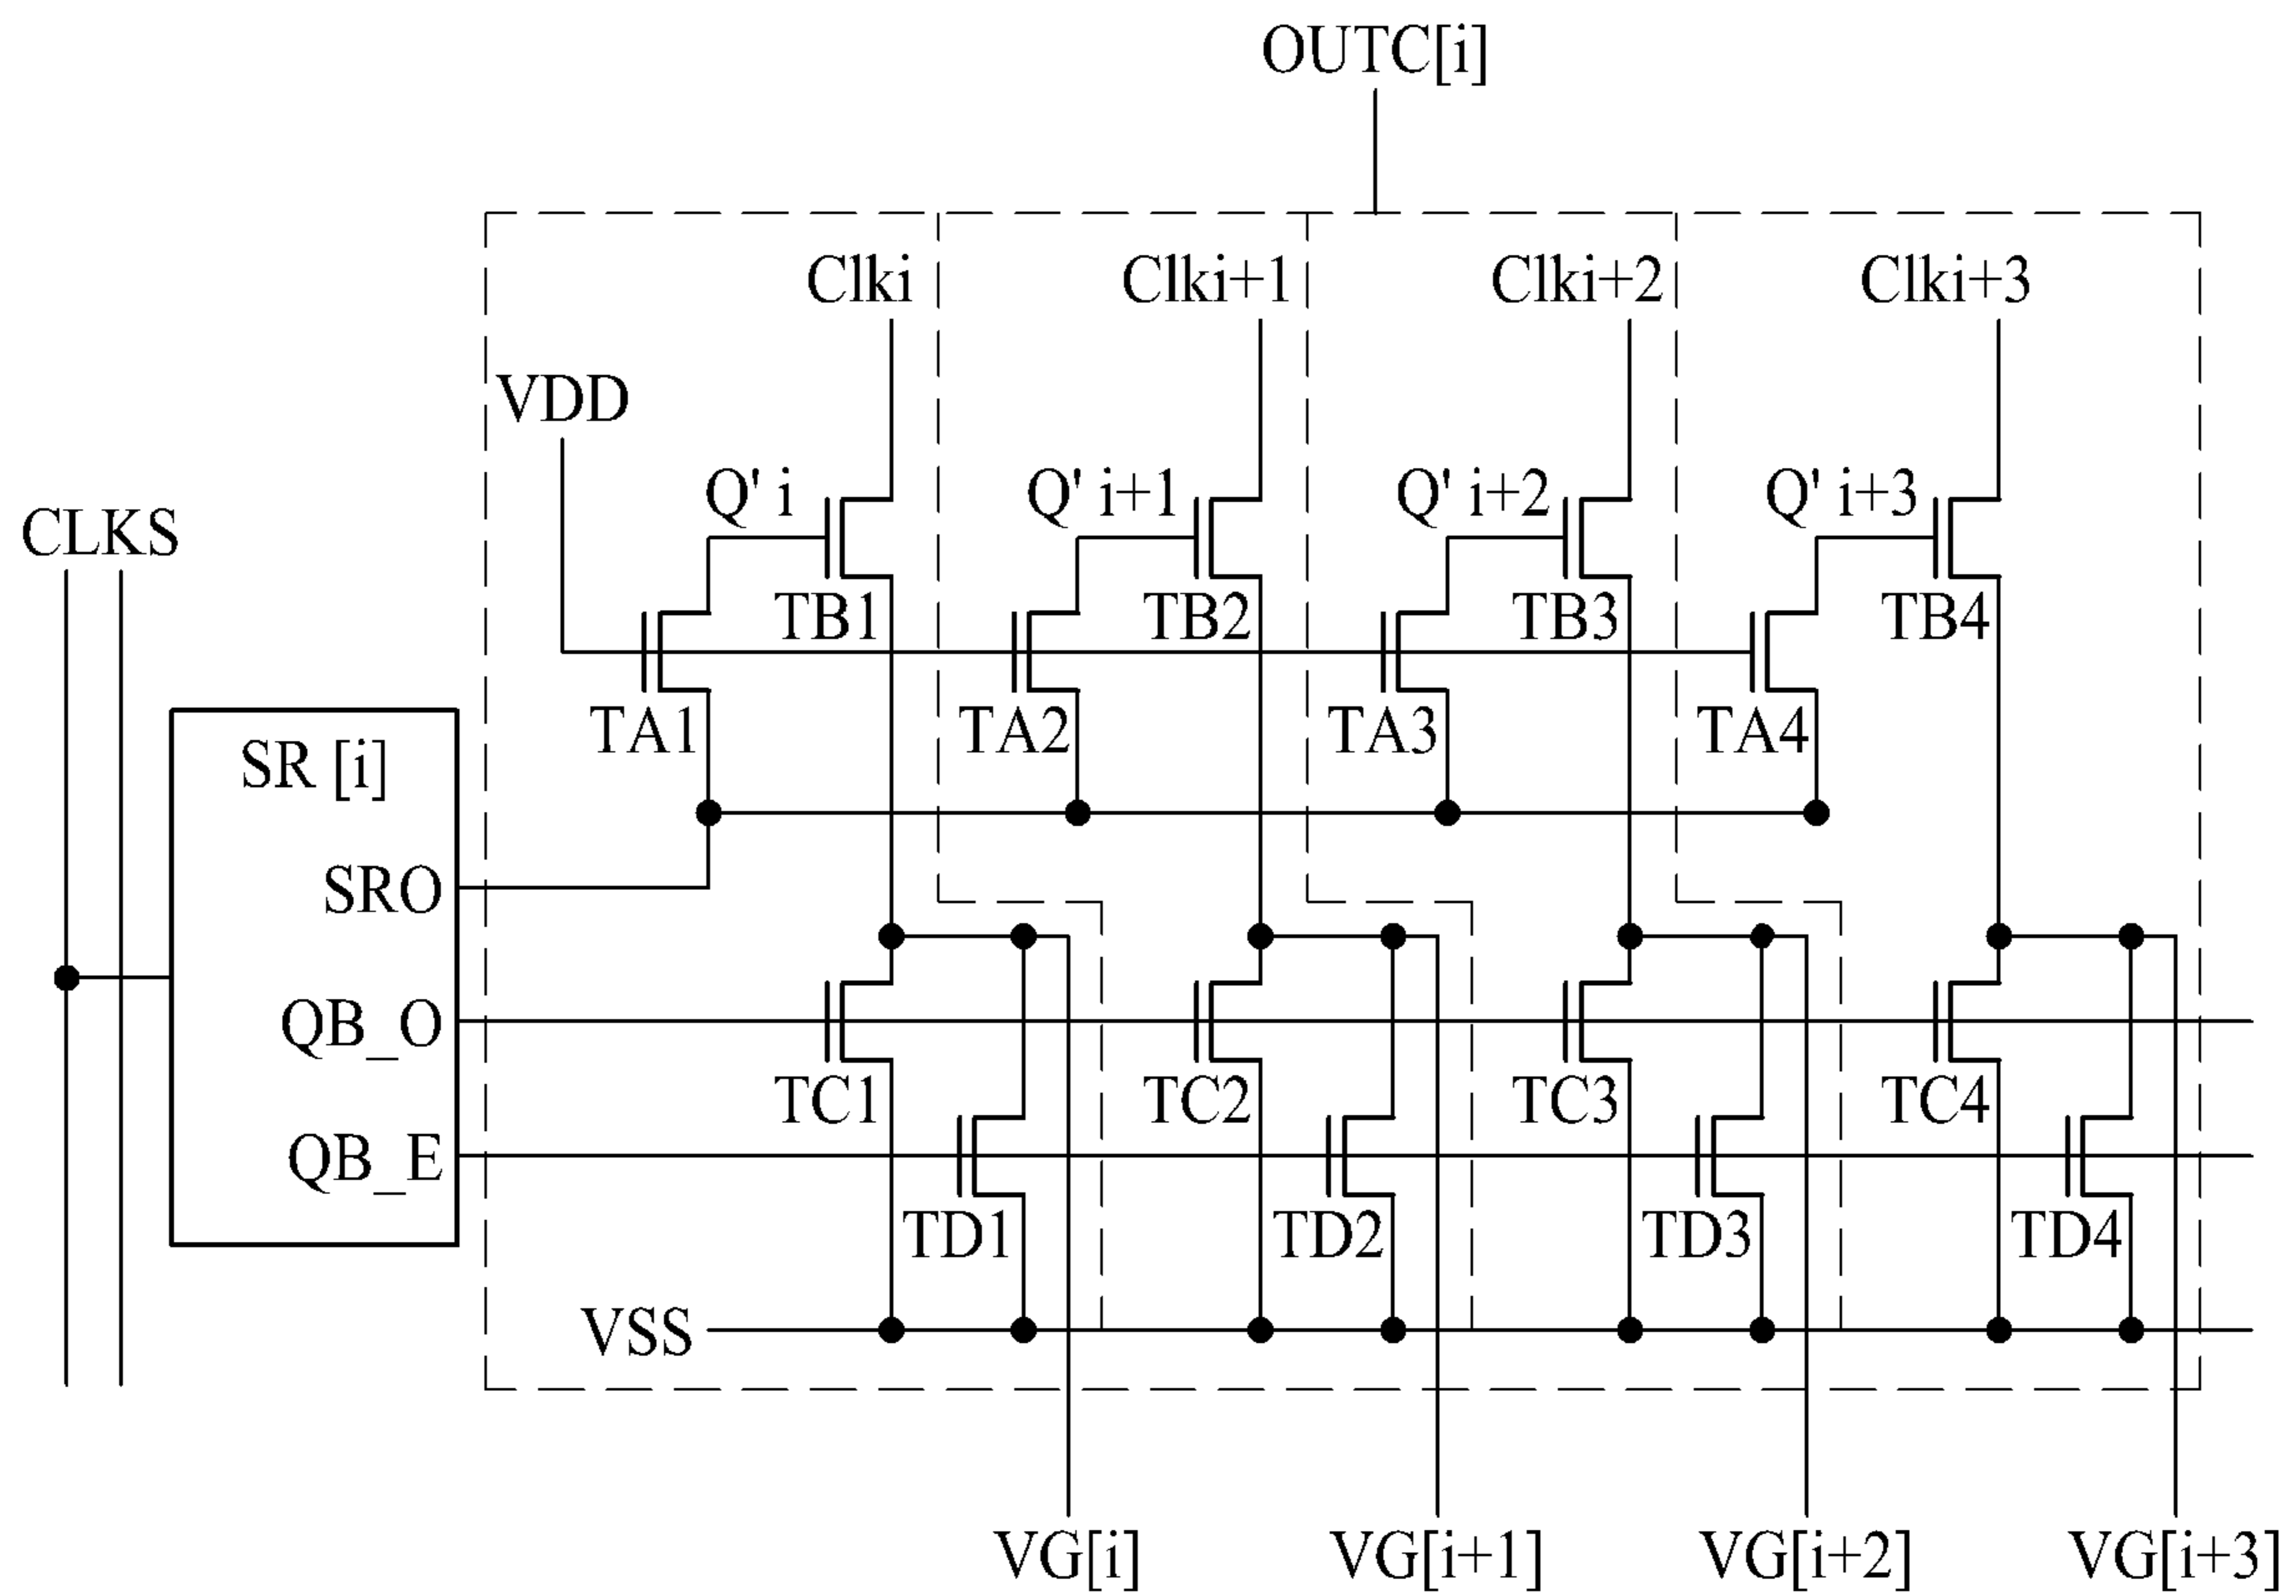 OUTC[i]
Clki Clki+1 Clki+2 Clki+3
VDD
Q' i Q' i+1 Q' i+2 Q' i+3
CLKS
TB1 TB2 TB3 TB4
TA1 TA2 TA3 TA4
SR [i]
SRO
QB_O
TC1 TC2 TC3 TC4
QB_E
TD1 TD2 TD3 TD4
VSS
VG[i] VG[i+1] VG[i+2] VG[i+3]